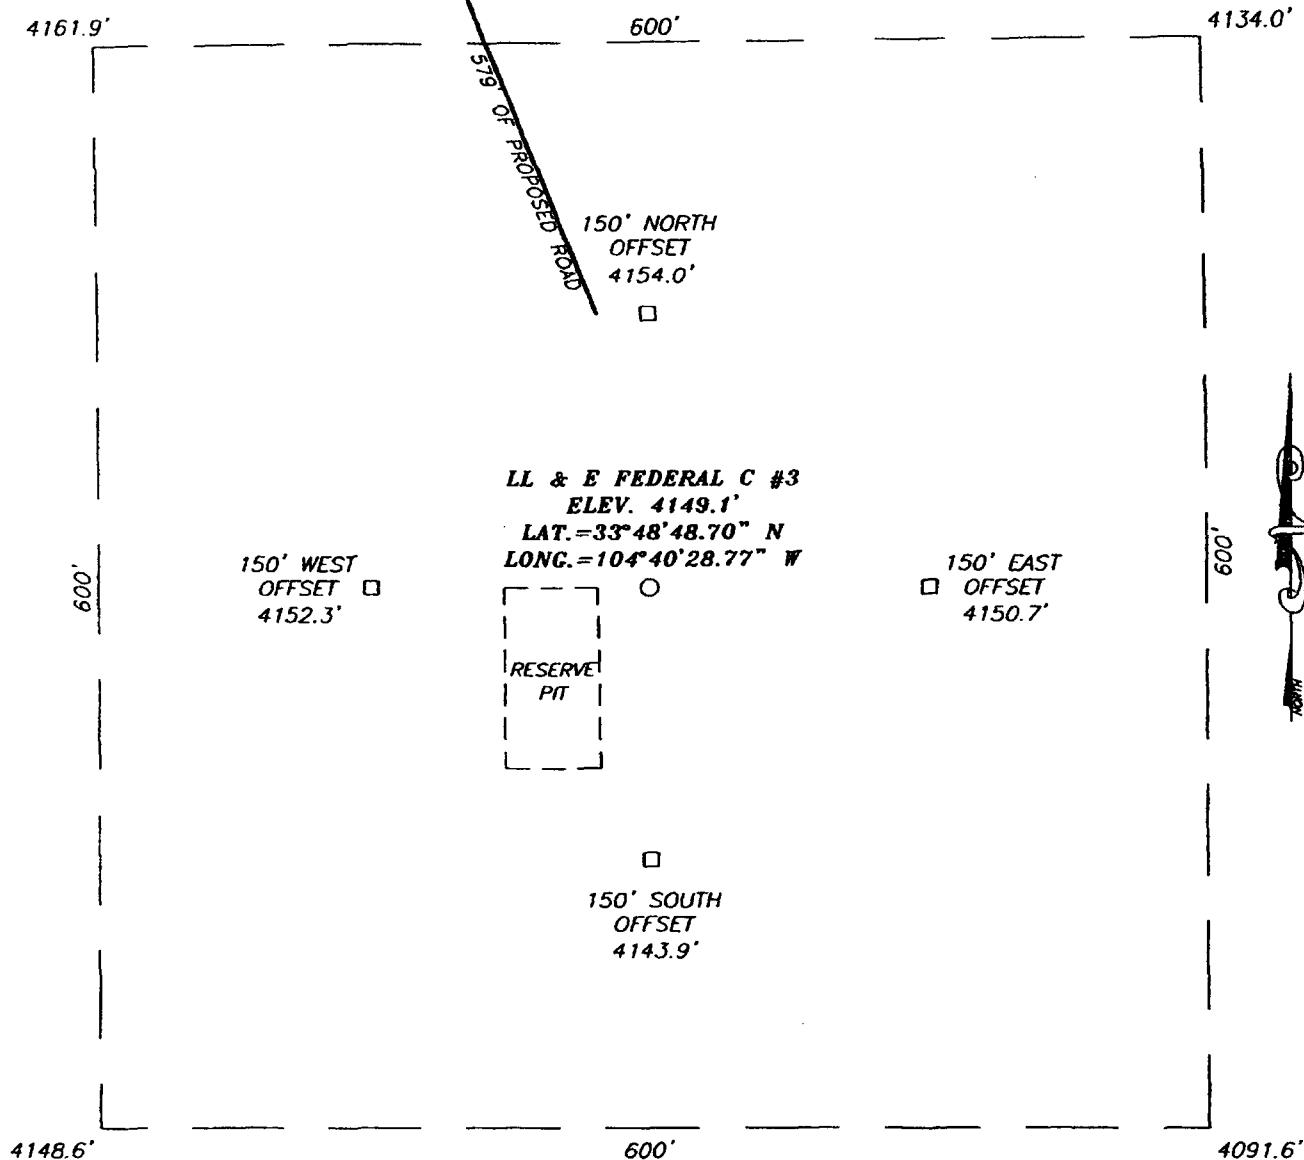 4161.9'
600'
4134.0'
579' OF PROPOSED ROAD
150' NORTH
OFFSET
4154.0'
LL & E FEDERAL C #3
ELEV. 4149.1'
LAT.=33°48'48.70" N
LONG.=104°40'28.77" W
600'
150' WEST
OFFSET
4152.3'
150' EAST
OFFSET
4150.7'
600'
RESERVE
PIT
NORTH
150' SOUTH
OFFSET
4143.9'
4148.6'
600'
4091.6'